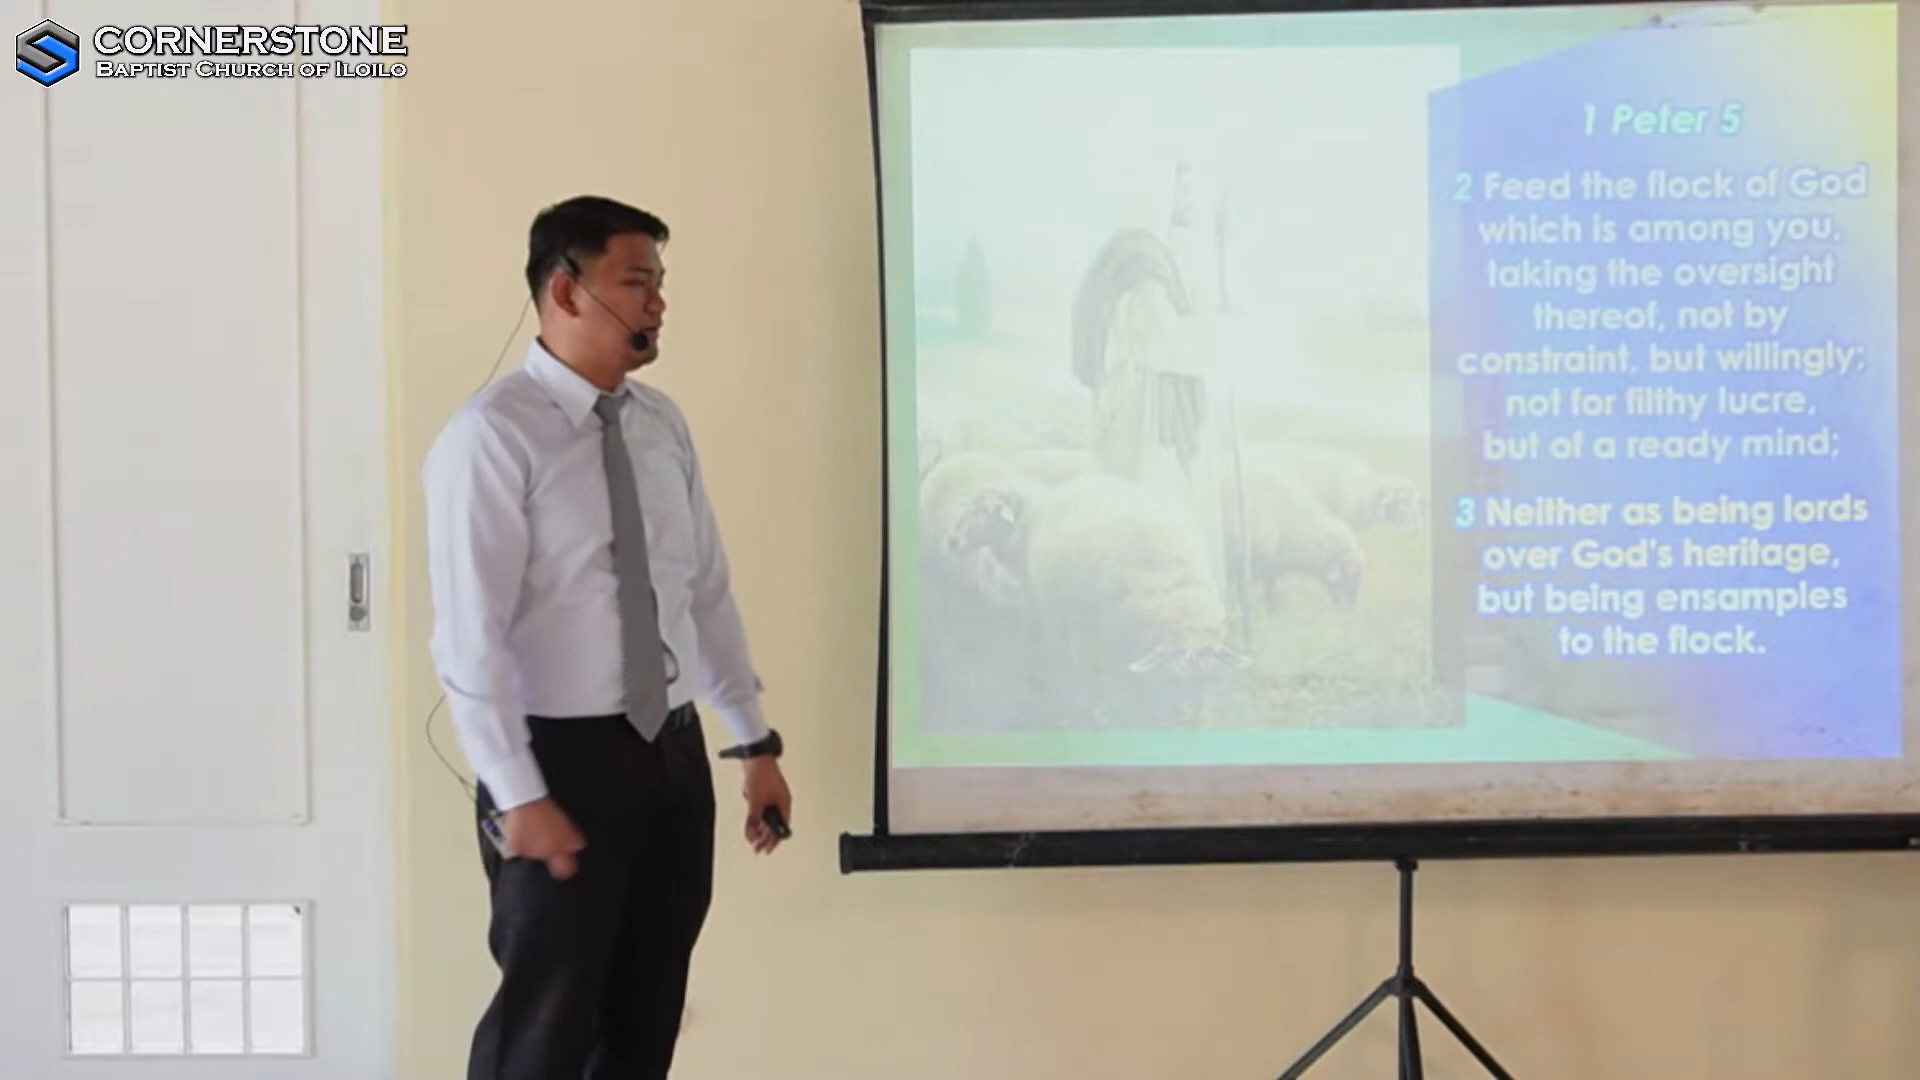 CORNERSTONE
BAPTIST CHURCH OF ILOILO
1 Peter 5
2 Feed the flock of God
which is among you,
taking the oversight
thereof, not by
constraint, but willingly;
not for filthy lucre,
but of a ready mind;
3 Neither as being lords
over God's heritage,
but being ensamples
to the flock.